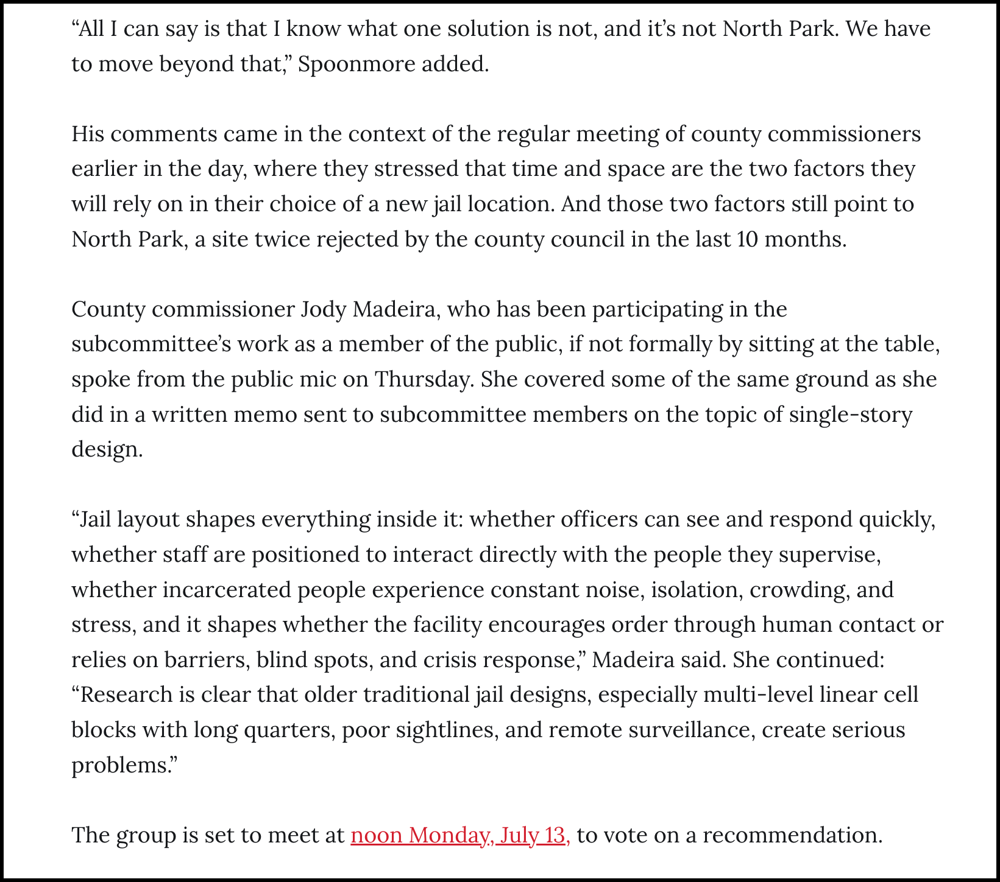 “All I can say is that I know what one solution is not, and it’s not North Park. We have
to move beyond that,” Spoonmore added.
His comments came in the context of the regular meeting of county commissioners
earlier in the day, where they stressed that time and space are the two factors they
will rely on in their choice of a new jail location. And those two factors still point to
North Park, a site twice rejected by the county council in the last 10 months.
County commissioner Jody Madeira, who has been participating in the
subcommittee’s work as a member of the public, if not formally by sitting at the table,
spoke from the public mic on Thursday. She covered some of the same ground as she
did in a written memo sent to subcommittee members on the topic of single-story
design.
“Jail layout shapes everything inside it: whether officers can see and respond quickly,
whether staff are positioned to interact directly with the people they supervise,
whether incarcerated people experience constant noise, isolation, crowding, and
stress, and it shapes whether the facility encourages order through human contact or
relies on barriers, blind spots, and crisis response,” Madeira said. She continued:
“Research is clear that older traditional jail designs, especially multi-level linear cell
blocks with long quarters, poor sightlines, and remote surveillance, create serious
problems.”
The group is set to meet at noon Monday, July 13, to vote on a recommendation.